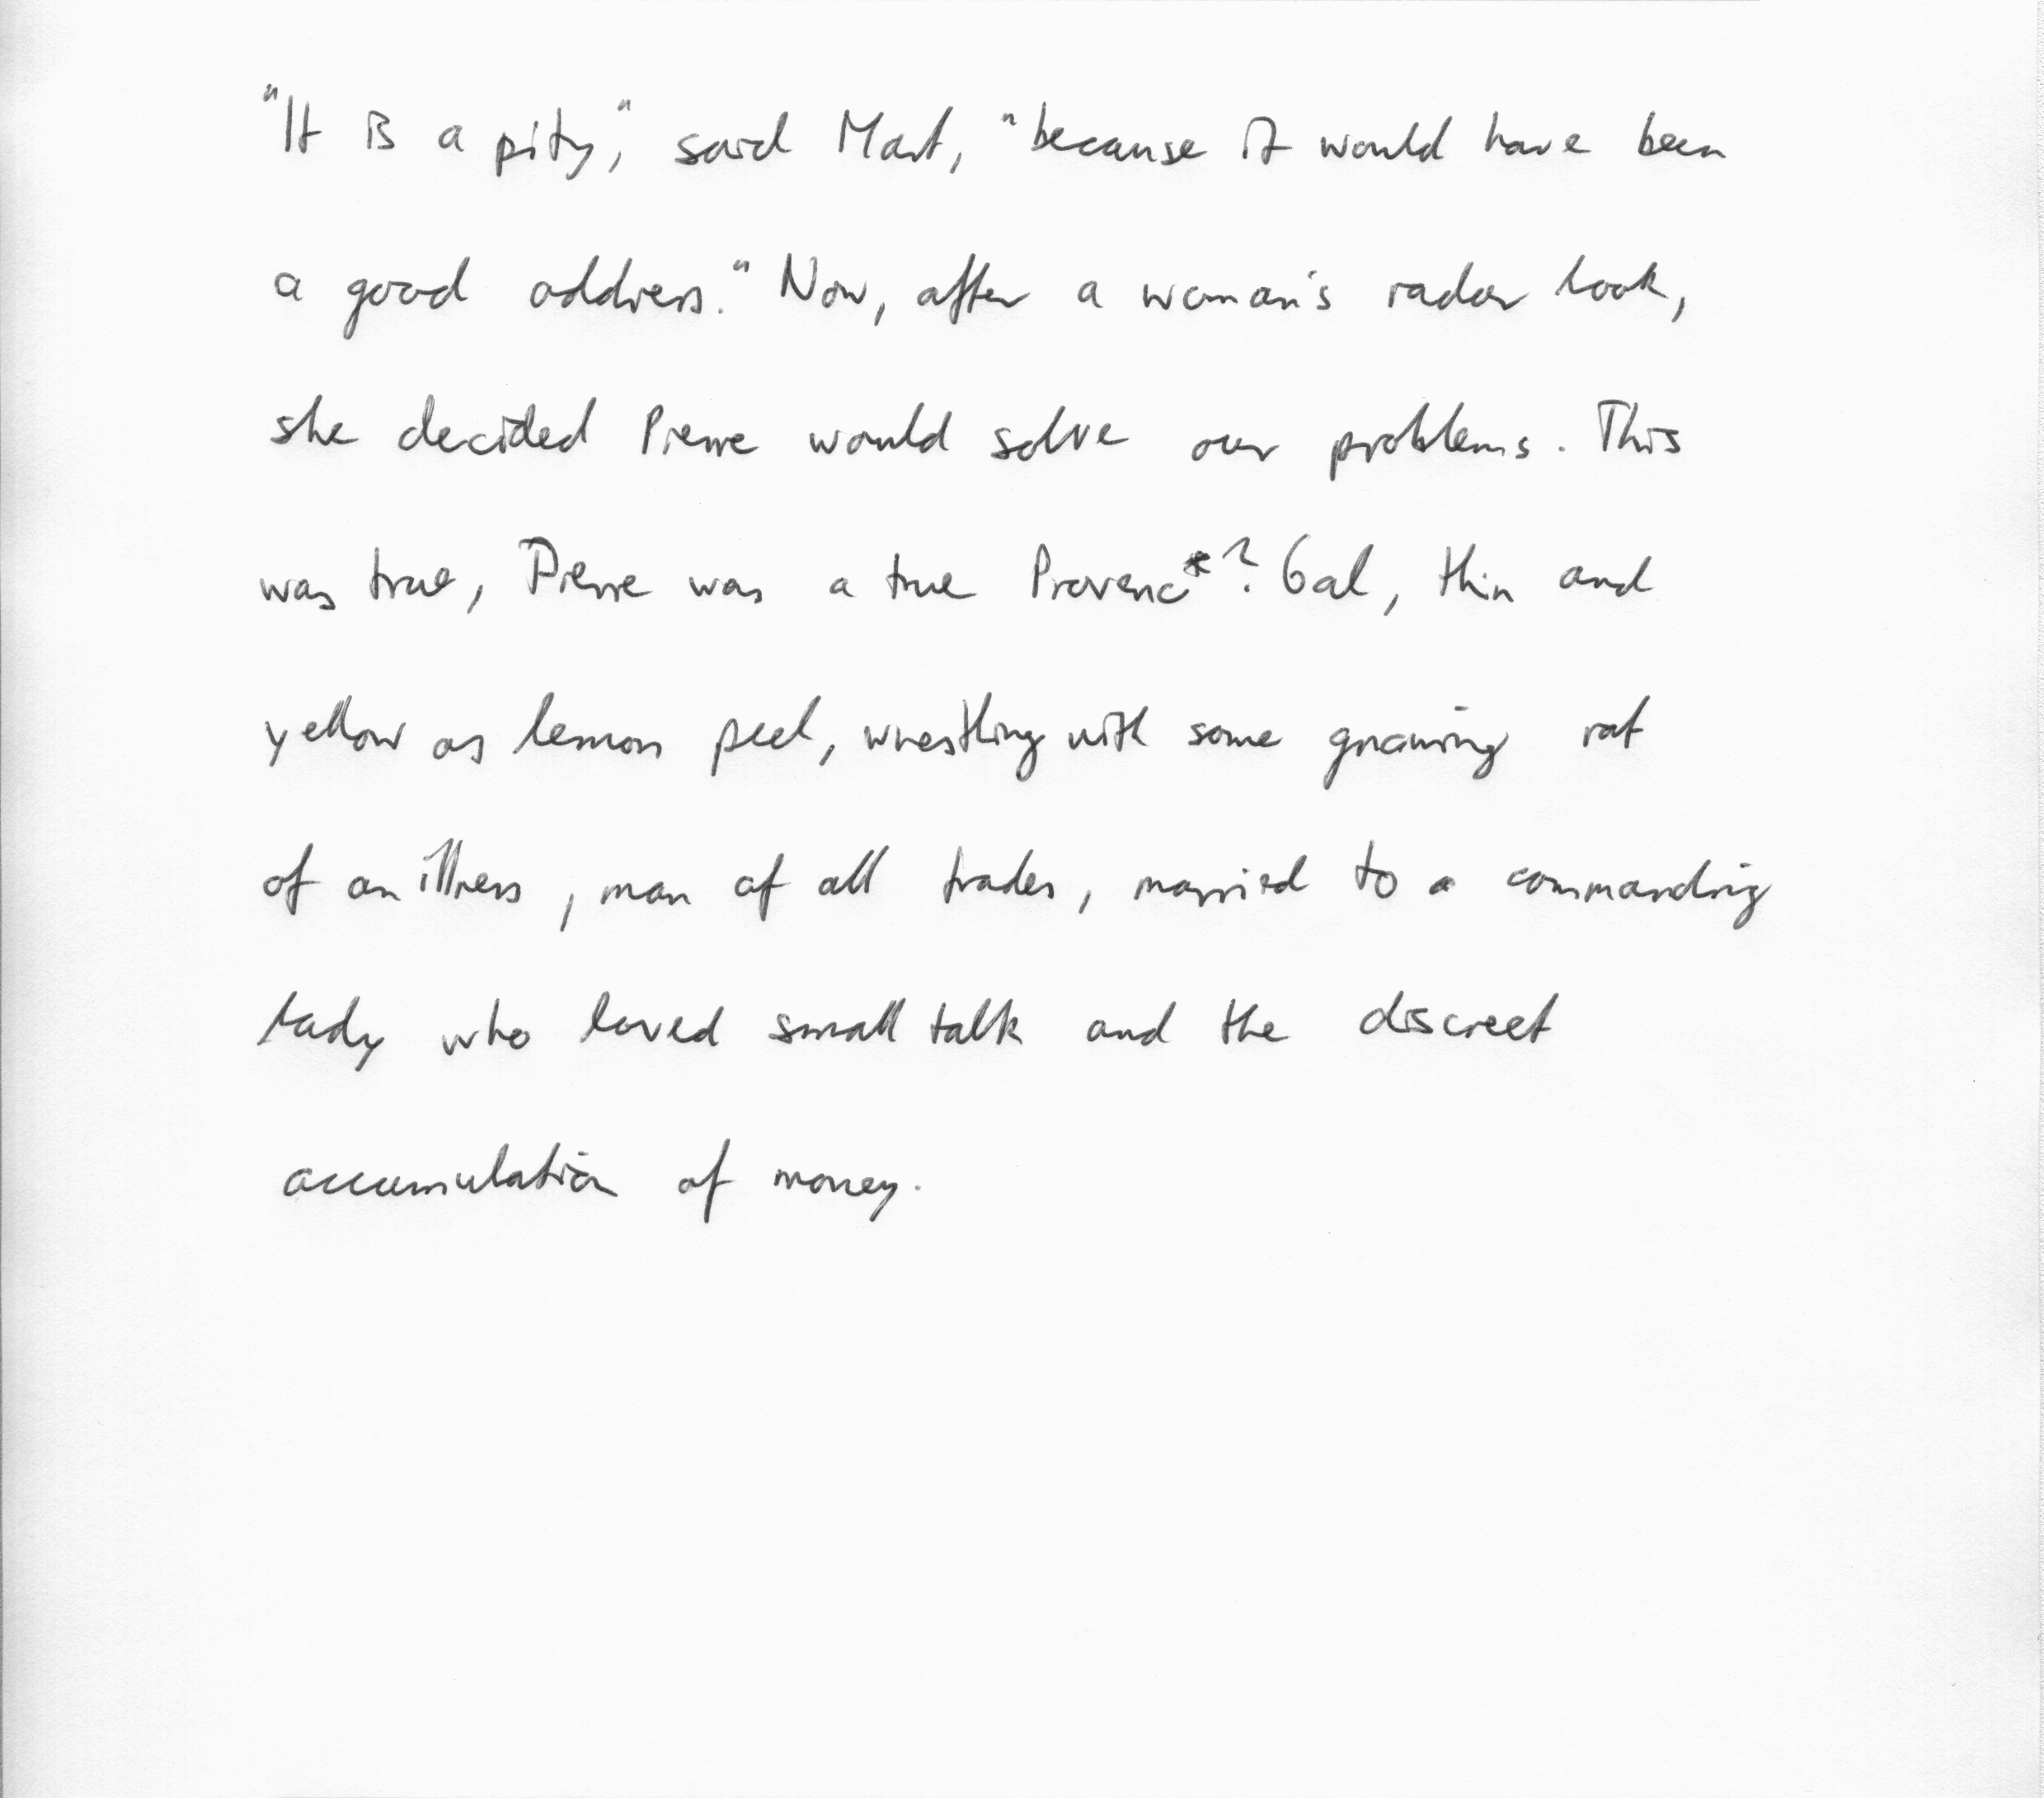 "It is a pity," said Mart, "because it would have been
a good address." Now, after a woman's radar look,
she decided Pierre would solve our problems. This
was true, Pierre was a true Provenc*?6al, thin and
yellow as lemon peel, wrestling with some gnawing rat
of an illness, man of all trades, married to a commanding
lady who loved small talk and the discreet
accumulation of money.